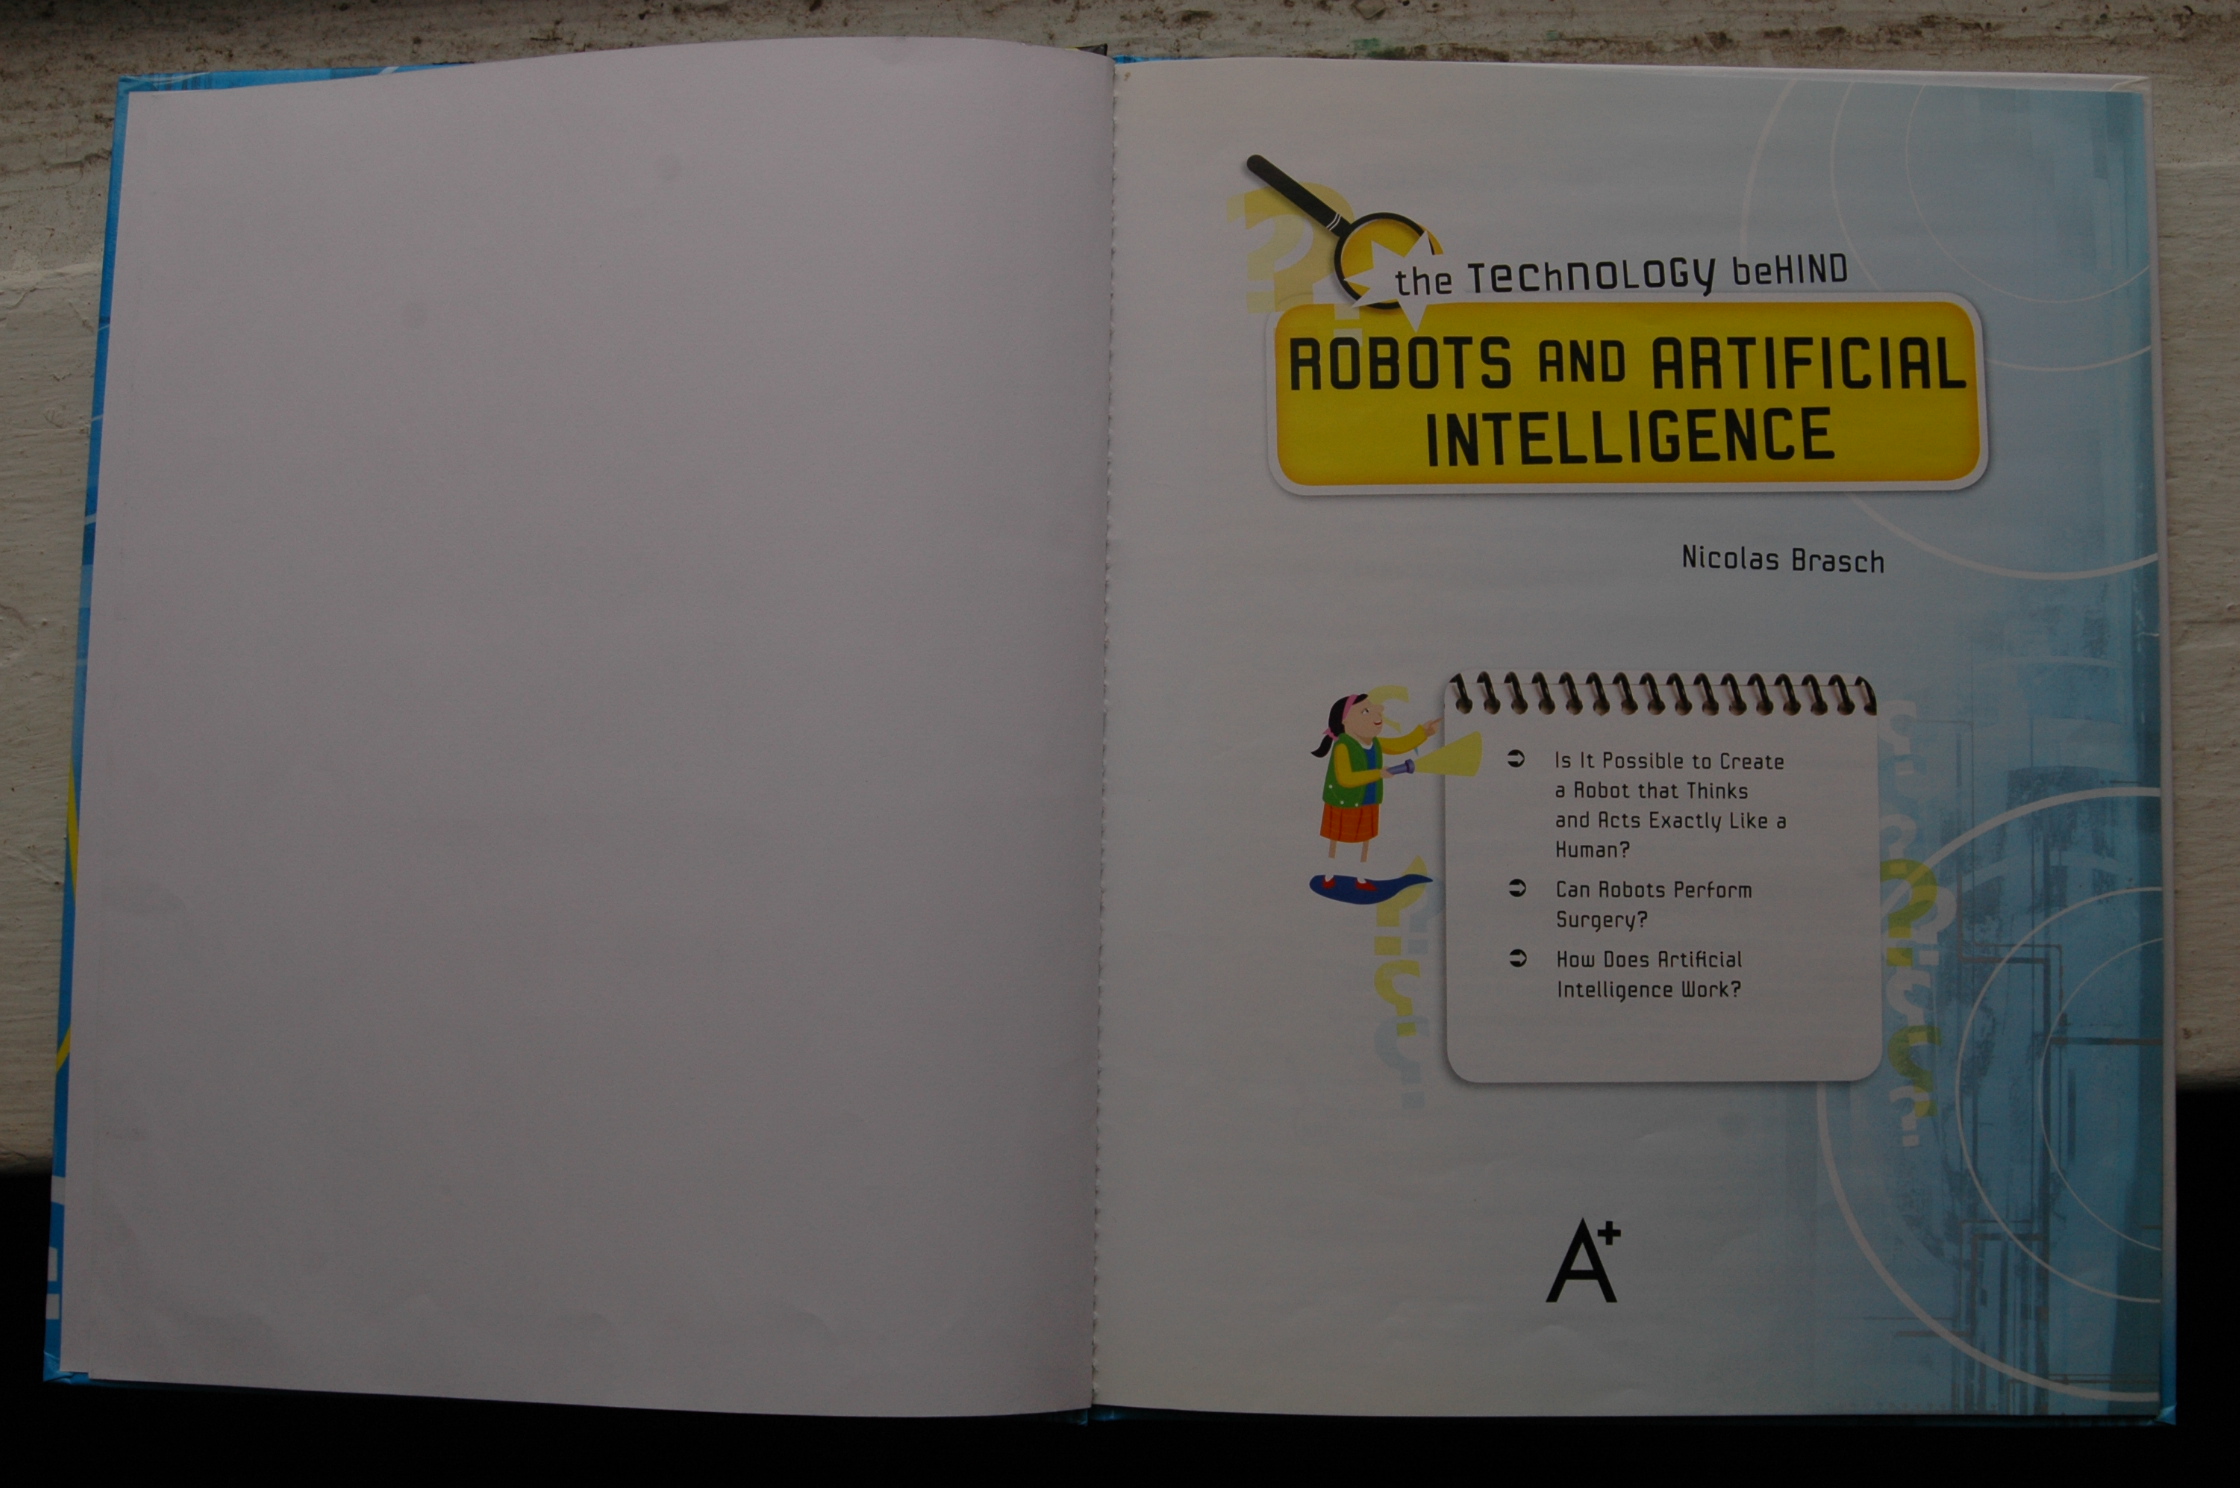 the TechnoLOGy beHIND
ROBOTS AND ARTIFICIAL
INTELLIGENCE
Nicolas Brasch
Is It Possible to Create
a Robot that Thinks
and Acts Exactly Like a
Human?
Can Robots Perform
Surgery?
How Does Artificial
Intelligence Work?
A+